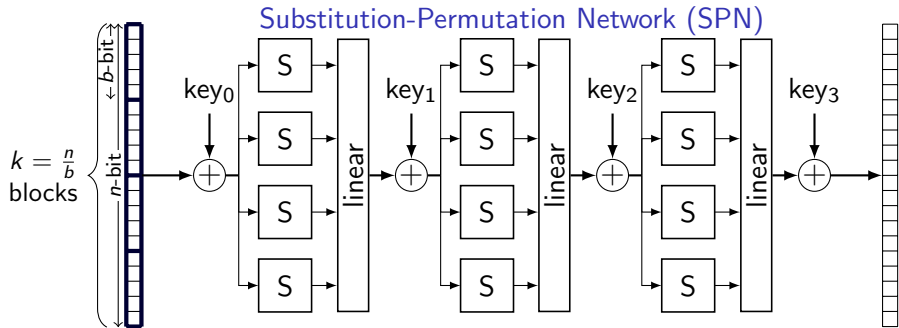 Substitution-Permutation Network (SPN)
b-bit
n-bit
k = n/b
blocks
key0
S
S
S
S
linear
key1
S
S
S
S
linear
key2
S
S
S
S
linear
key3